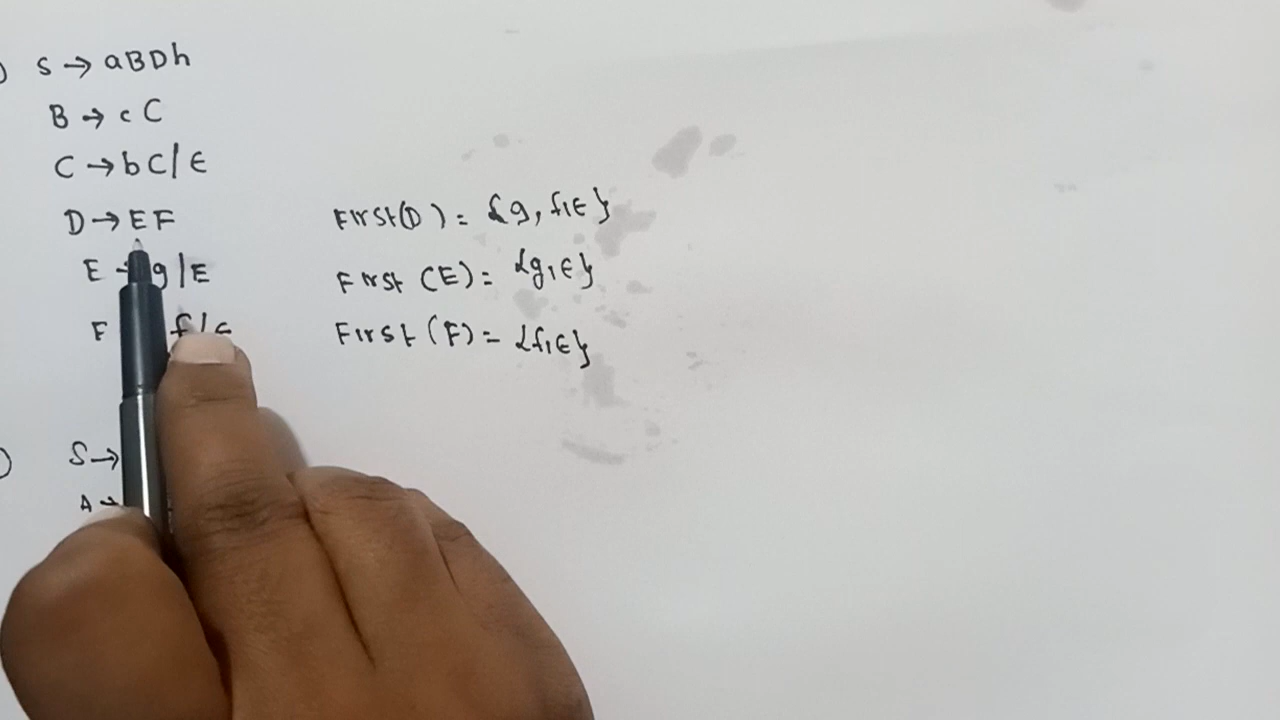 ) S → aBDh
B → cC
C → bC/ε
D → EF First(D) = {g, f, ε}
E → g/ε First(E) = {g, ε}
F f/ε First(F) = {f, ε}
) S →
A →